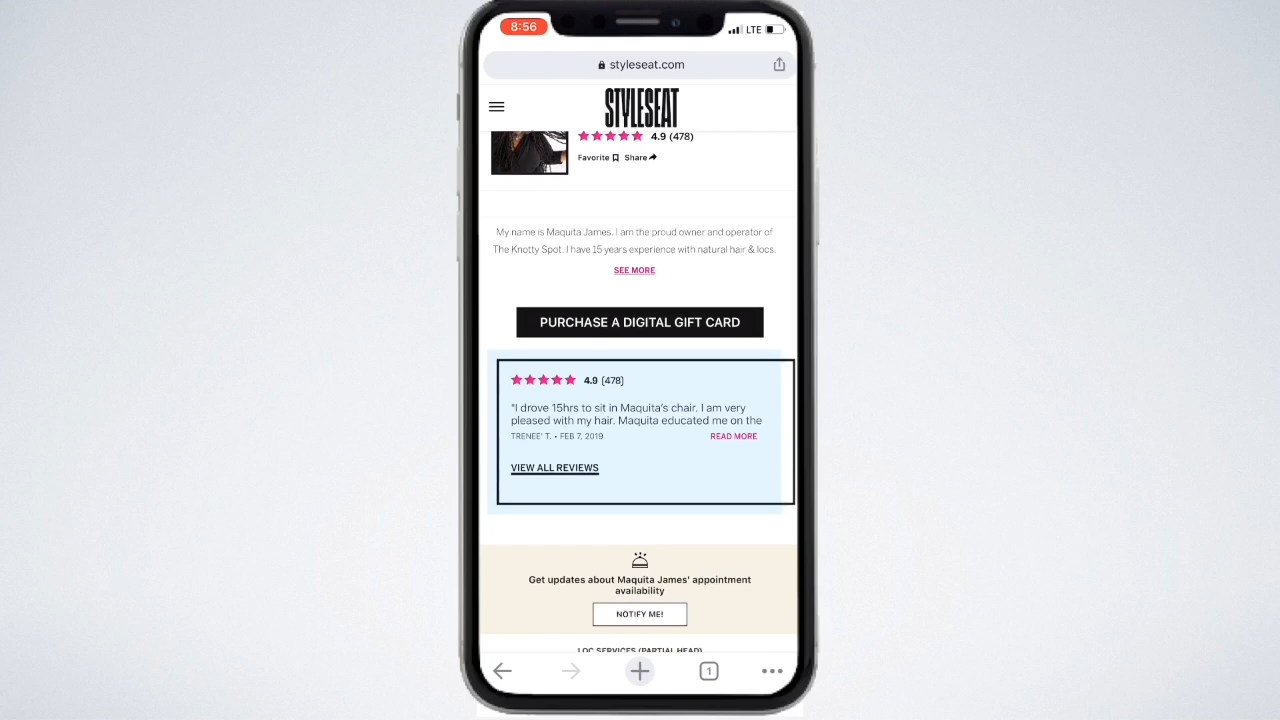 8:56
LTE
styleseat.com
STYLESEAT
4.9 (478)
Favorite Share
My name is Maquita James. I am the proud owner and operator of
The Knotty Spot. I have 15 years experience with natural hair & locs.
SEE MORE
PURCHASE A DIGITAL GIFT CARD
4.9 (478)
"I drove 15hrs to sit in Maquita's chair. I am very
pleased with my hair. Maquita educated me on the
TRENEE' T. • FEB 7, 2019 READ MORE
VIEW ALL REVIEWS
Get updates about Maquita James' appointment
availability
NOTIFY ME!
LOC SERVICES (PARTIAL HEAD)
1